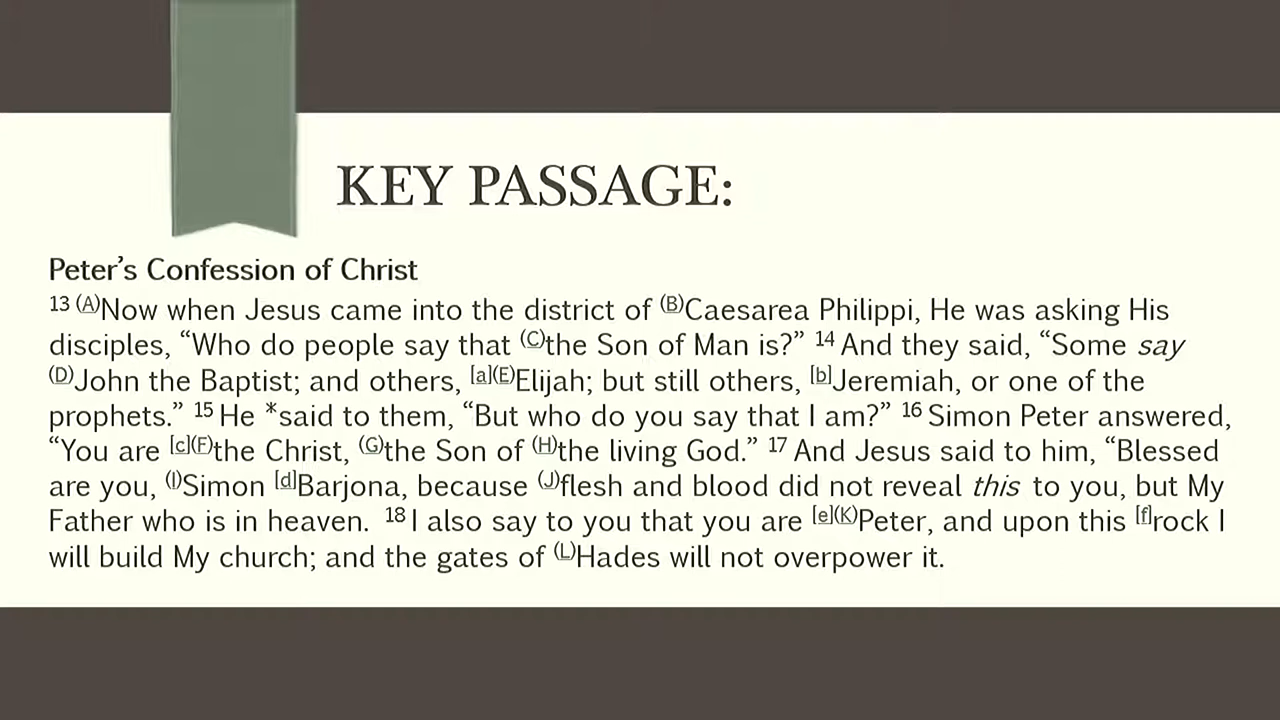 KEY PASSAGE:
Peter’s Confession of Christ
13 (A)Now when Jesus came into the district of (B)Caesarea Philippi, He was asking His
disciples, “Who do people say that (C)the Son of Man is?” 14 And they said, “Some say
(D)John the Baptist; and others, [a](E)Elijah; but still others, [b]Jeremiah, or one of the
prophets.” 15 He *said to them, “But who do you say that I am?” 16 Simon Peter answered,
“You are [c](F)the Christ, (G)the Son of (H)the living God.” 17 And Jesus said to him, “Blessed
are you, (I)Simon [d]Barjona, because (J)flesh and blood did not reveal this to you, but My
Father who is in heaven. 18 I also say to you that you are [e](K)Peter, and upon this [f]rock I
will build My church; and the gates of (L)Hades will not overpower it.